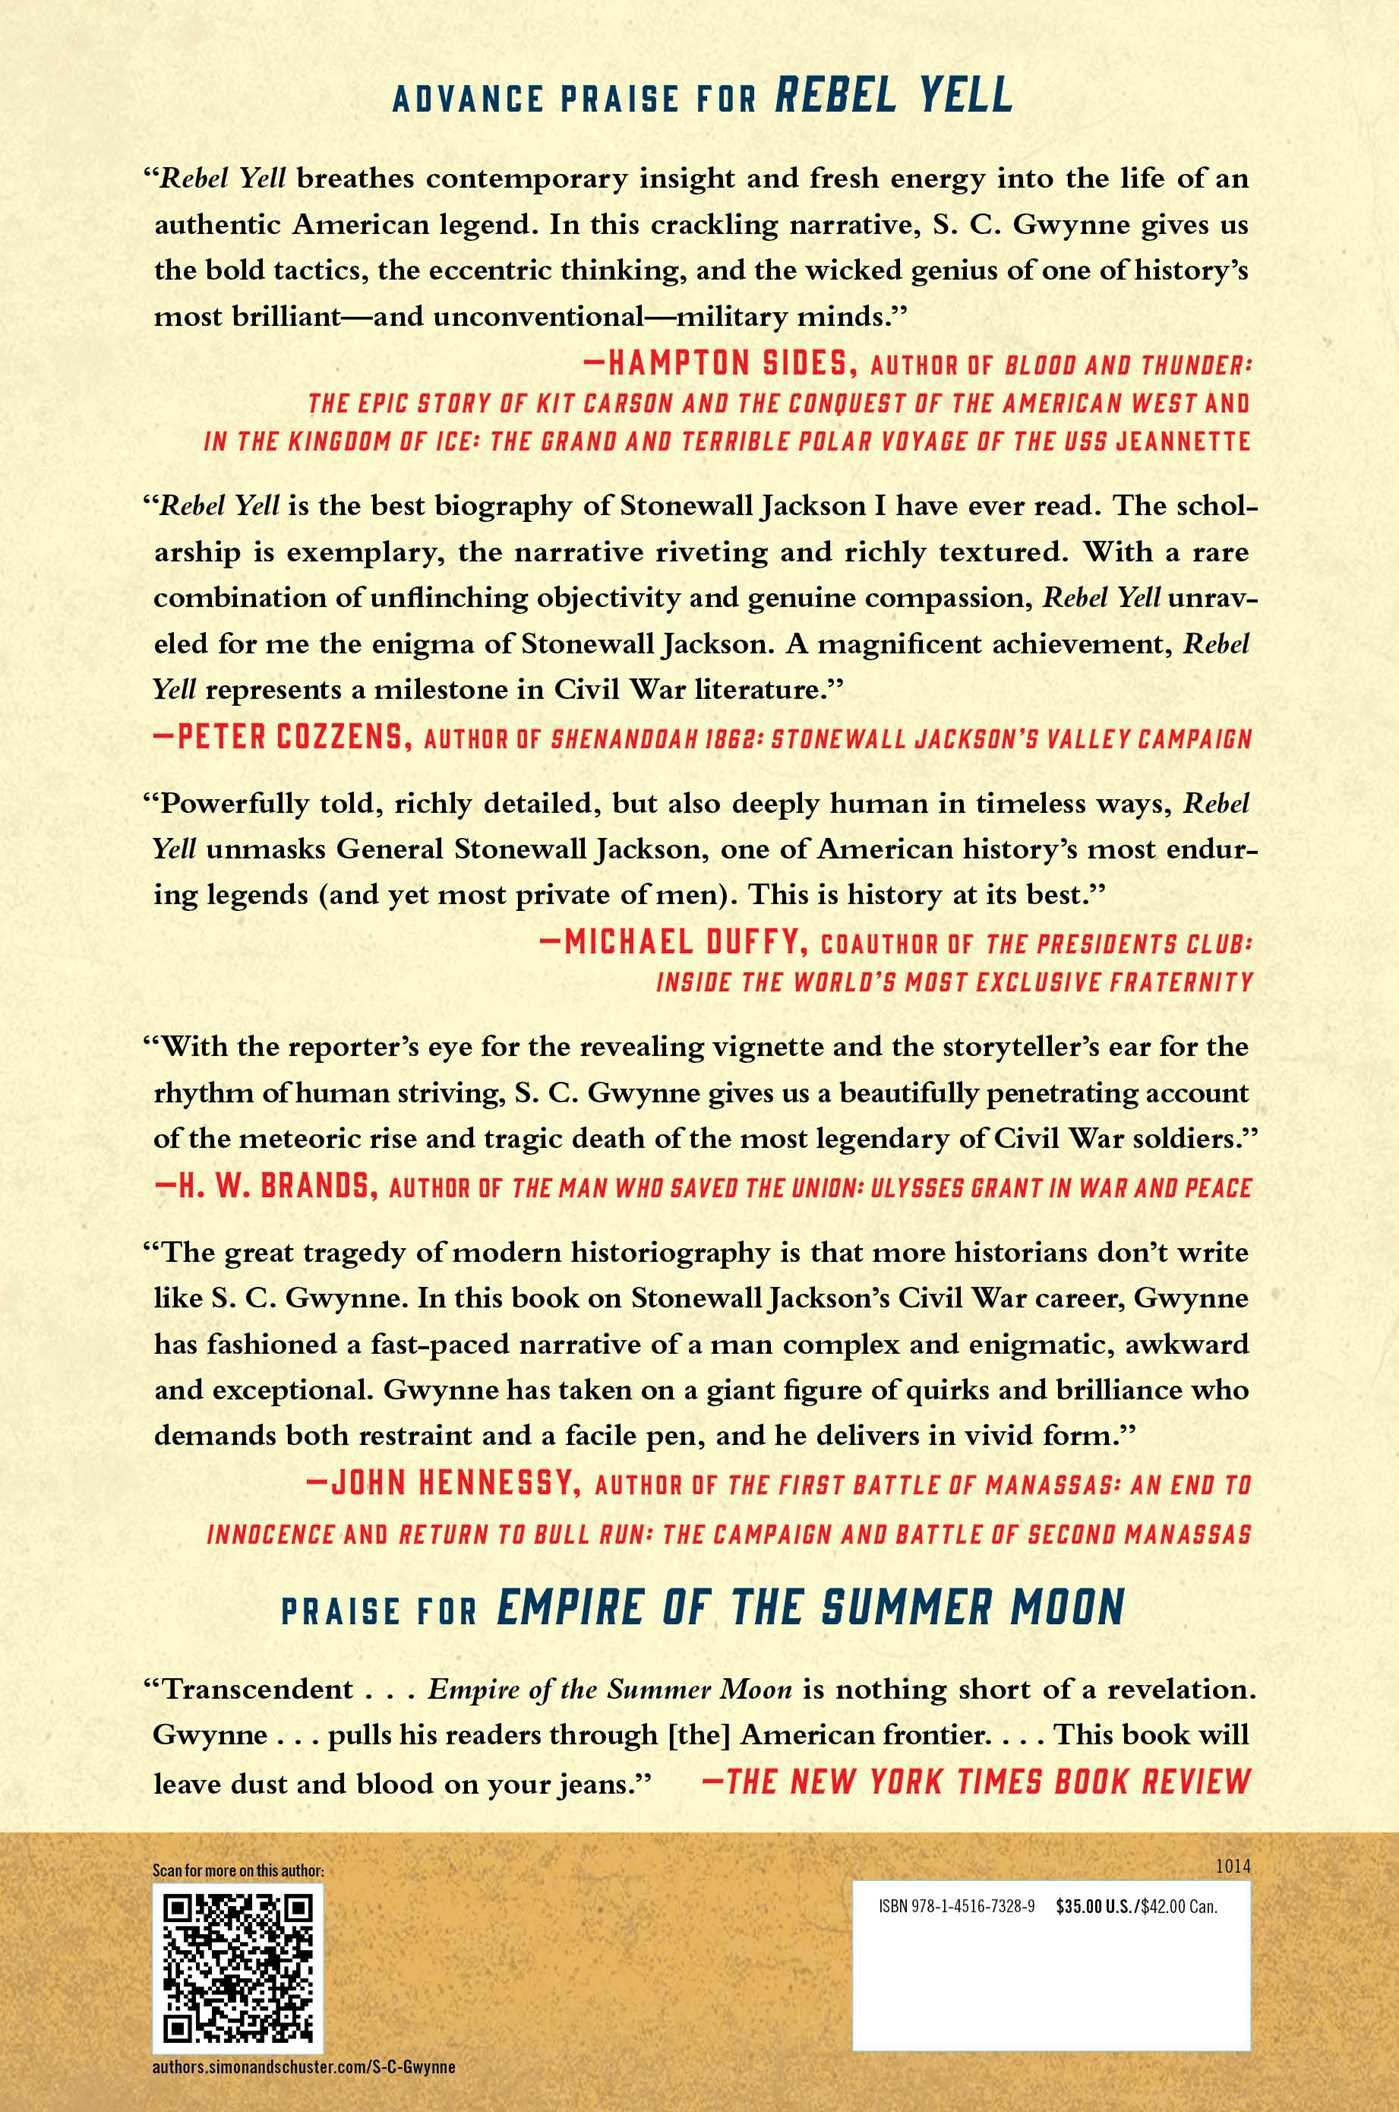 ADVANCE PRAISE FOR REBEL YELL
“Rebel Yell breathes contemporary insight and fresh energy into the life of an
authentic American legend. In this crackling narrative, S. C. Gwynne gives us
the bold tactics, the eccentric thinking, and the wicked genius of one of history’s
most brilliant—and unconventional—military minds.”
—HAMPTON SIDES, AUTHOR OF BLOOD AND THUNDER:
THE EPIC STORY OF KIT CARSON AND THE CONQUEST OF THE AMERICAN WEST AND
IN THE KINGDOM OF ICE: THE GRAND AND TERRIBLE POLAR VOYAGE OF THE USS JEANNETTE
“Rebel Yell is the best biography of Stonewall Jackson I have ever read. The schol-
arship is exemplary, the narrative riveting and richly textured. With a rare
combination of unflinching objectivity and genuine compassion, Rebel Yell unrav-
eled for me the enigma of Stonewall Jackson. A magnificent achievement, Rebel
Yell represents a milestone in Civil War literature.”
—PETER COZZENS, AUTHOR OF SHENANDOAH 1862: STONEWALL JACKSON’S VALLEY CAMPAIGN
“Powerfully told, richly detailed, but also deeply human in timeless ways, Rebel
Yell unmasks General Stonewall Jackson, one of American history’s most endur-
ing legends (and yet most private of men). This is history at its best.”
—MICHAEL DUFFY, COAUTHOR OF THE PRESIDENTS CLUB:
INSIDE THE WORLD’S MOST EXCLUSIVE FRATERNITY
“With the reporter’s eye for the revealing vignette and the storyteller’s ear for the
rhythm of human striving, S. C. Gwynne gives us a beautifully penetrating account
of the meteoric rise and tragic death of the most legendary of Civil War soldiers.”
—H. W. BRANDS, AUTHOR OF THE MAN WHO SAVED THE UNION: ULYSSES GRANT IN WAR AND PEACE
“The great tragedy of modern historiography is that more historians don’t write
like S. C. Gwynne. In this book on Stonewall Jackson’s Civil War career, Gwynne
has fashioned a fast-paced narrative of a man complex and enigmatic, awkward
and exceptional. Gwynne has taken on a giant figure of quirks and brilliance who
demands both restraint and a facile pen, and he delivers in vivid form.”
—JOHN HENNESSY, AUTHOR OF THE FIRST BATTLE OF MANASSAS: AN END TO
INNOCENCE AND RETURN TO BULL RUN: THE CAMPAIGN AND BATTLE OF SECOND MANASSAS
PRAISE FOR EMPIRE OF THE SUMMER MOON
“Transcendent . . . Empire of the Summer Moon is nothing short of a revelation.
Gwynne . . . pulls his readers through [the] American frontier. . . . This book will
leave dust and blood on your jeans.” —THE NEW YORK TIMES BOOK REVIEW
Scan for more on this author:
authors.simonandschuster.com/S-C-Gwynne
1014
ISBN 978-1-4516-7328-9 $35.00 U.S./$42.00 Can.